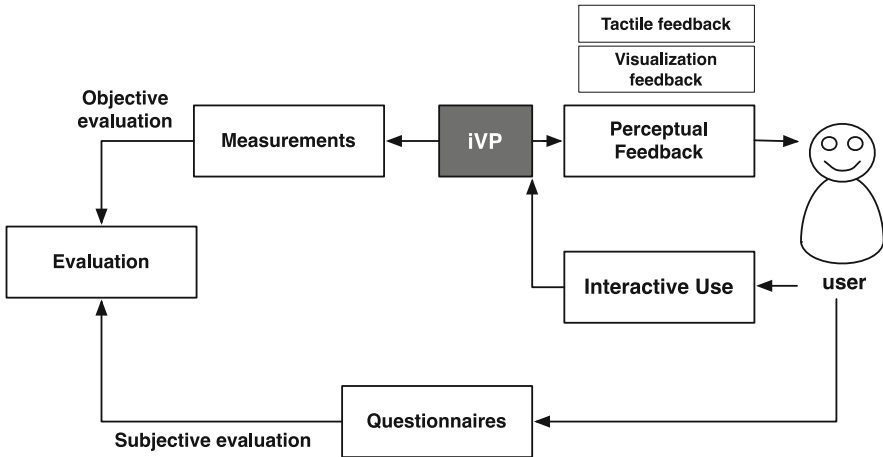 Tactile feedback
Visualization
feedback
Objective
evaluation
Measurements
iVP
Perceptual
Feedback
Evaluation
Interactive Use
user
Questionnaires
Subjective evaluation